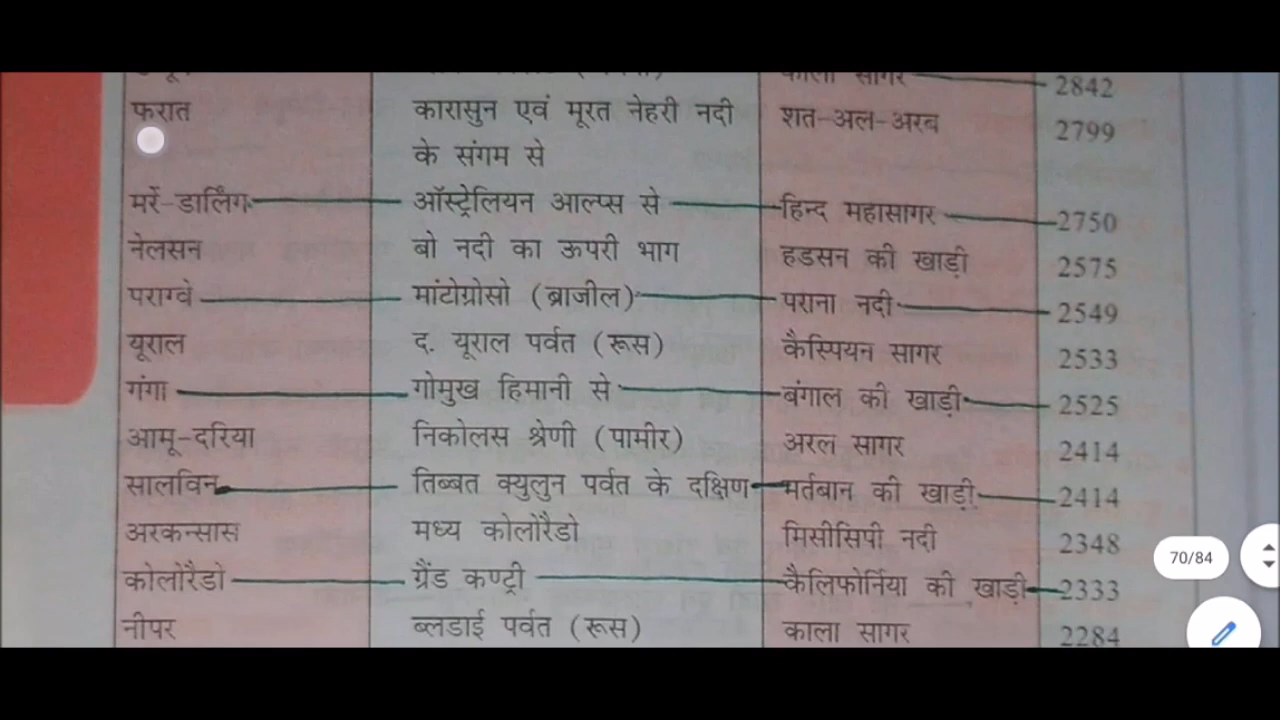 काला सागर 2842
फरात कारासुन एवं मूरत नेहरी नदी शत-अल-अरब 2799
के संगम से
मर्रे-डार्लिंग ऑस्ट्रेलियन आल्प्स से हिन्द महासागर 2750
नेलसन बो नदी का ऊपरी भाग हडसन की खाड़ी 2575
पराग्वे मांटोग्रोसो (ब्राजील) पराना नदी 2549
यूराल द. यूराल पर्वत (रूस) कैस्पियन सागर 2533
गंगा गोमुख हिमानी से बंगाल की खाड़ी 2525
आमू-दरिया निकोलस श्रेणी (पामीर) अरल सागर 2414
सालविन तिब्बत क्युलुन पर्वत के दक्षिण मर्तबान की खाड़ी 2414
अरकन्सास मध्य कोलोरैडो मिसीसिपी नदी 2348
कोलोरैडो ग्रैंड कण्ट्री कैलिफोर्निया की खाड़ी 2333
नीपर ब्लडाई पर्वत (रूस) काला सागर 2284
70/84